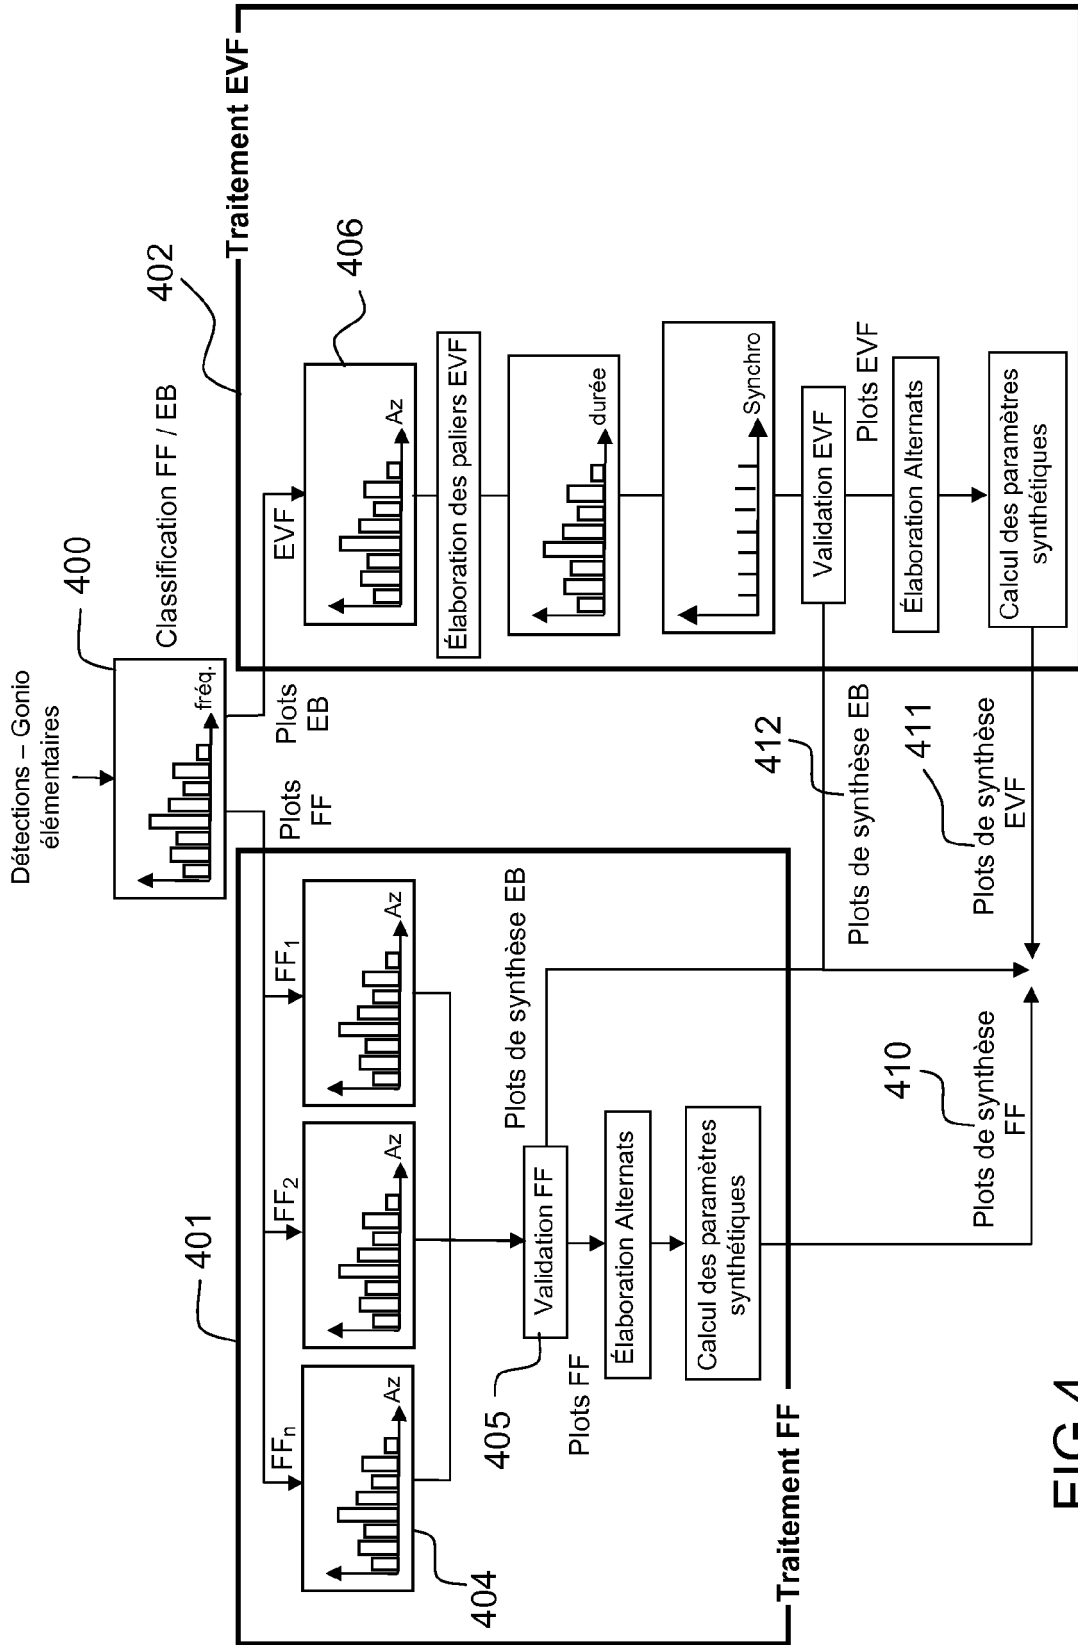 Détections – Gonio
élémentaires
400
fréq.
Classification FF / EB
Plots
FF
Plots
EB
402
Traitement EVF
401
FFn
FF2
FF1
EVF
Az
Az
Az
Az
404
406
Élaboration des paliers EVF
durée
Synchro
405
Validation FF
Plots de synthèse EB
Plots FF
Élaboration Alternats
Calcul des paramètres
synthétiques
Traitement FF
Validation EVF
Plots EVF
Élaboration Alternats
Calcul des paramètres
synthétiques
412
Plots de synthèse EB
410
Plots de synthèse
FF
411
Plots de synthèse
EVF
FIG.4